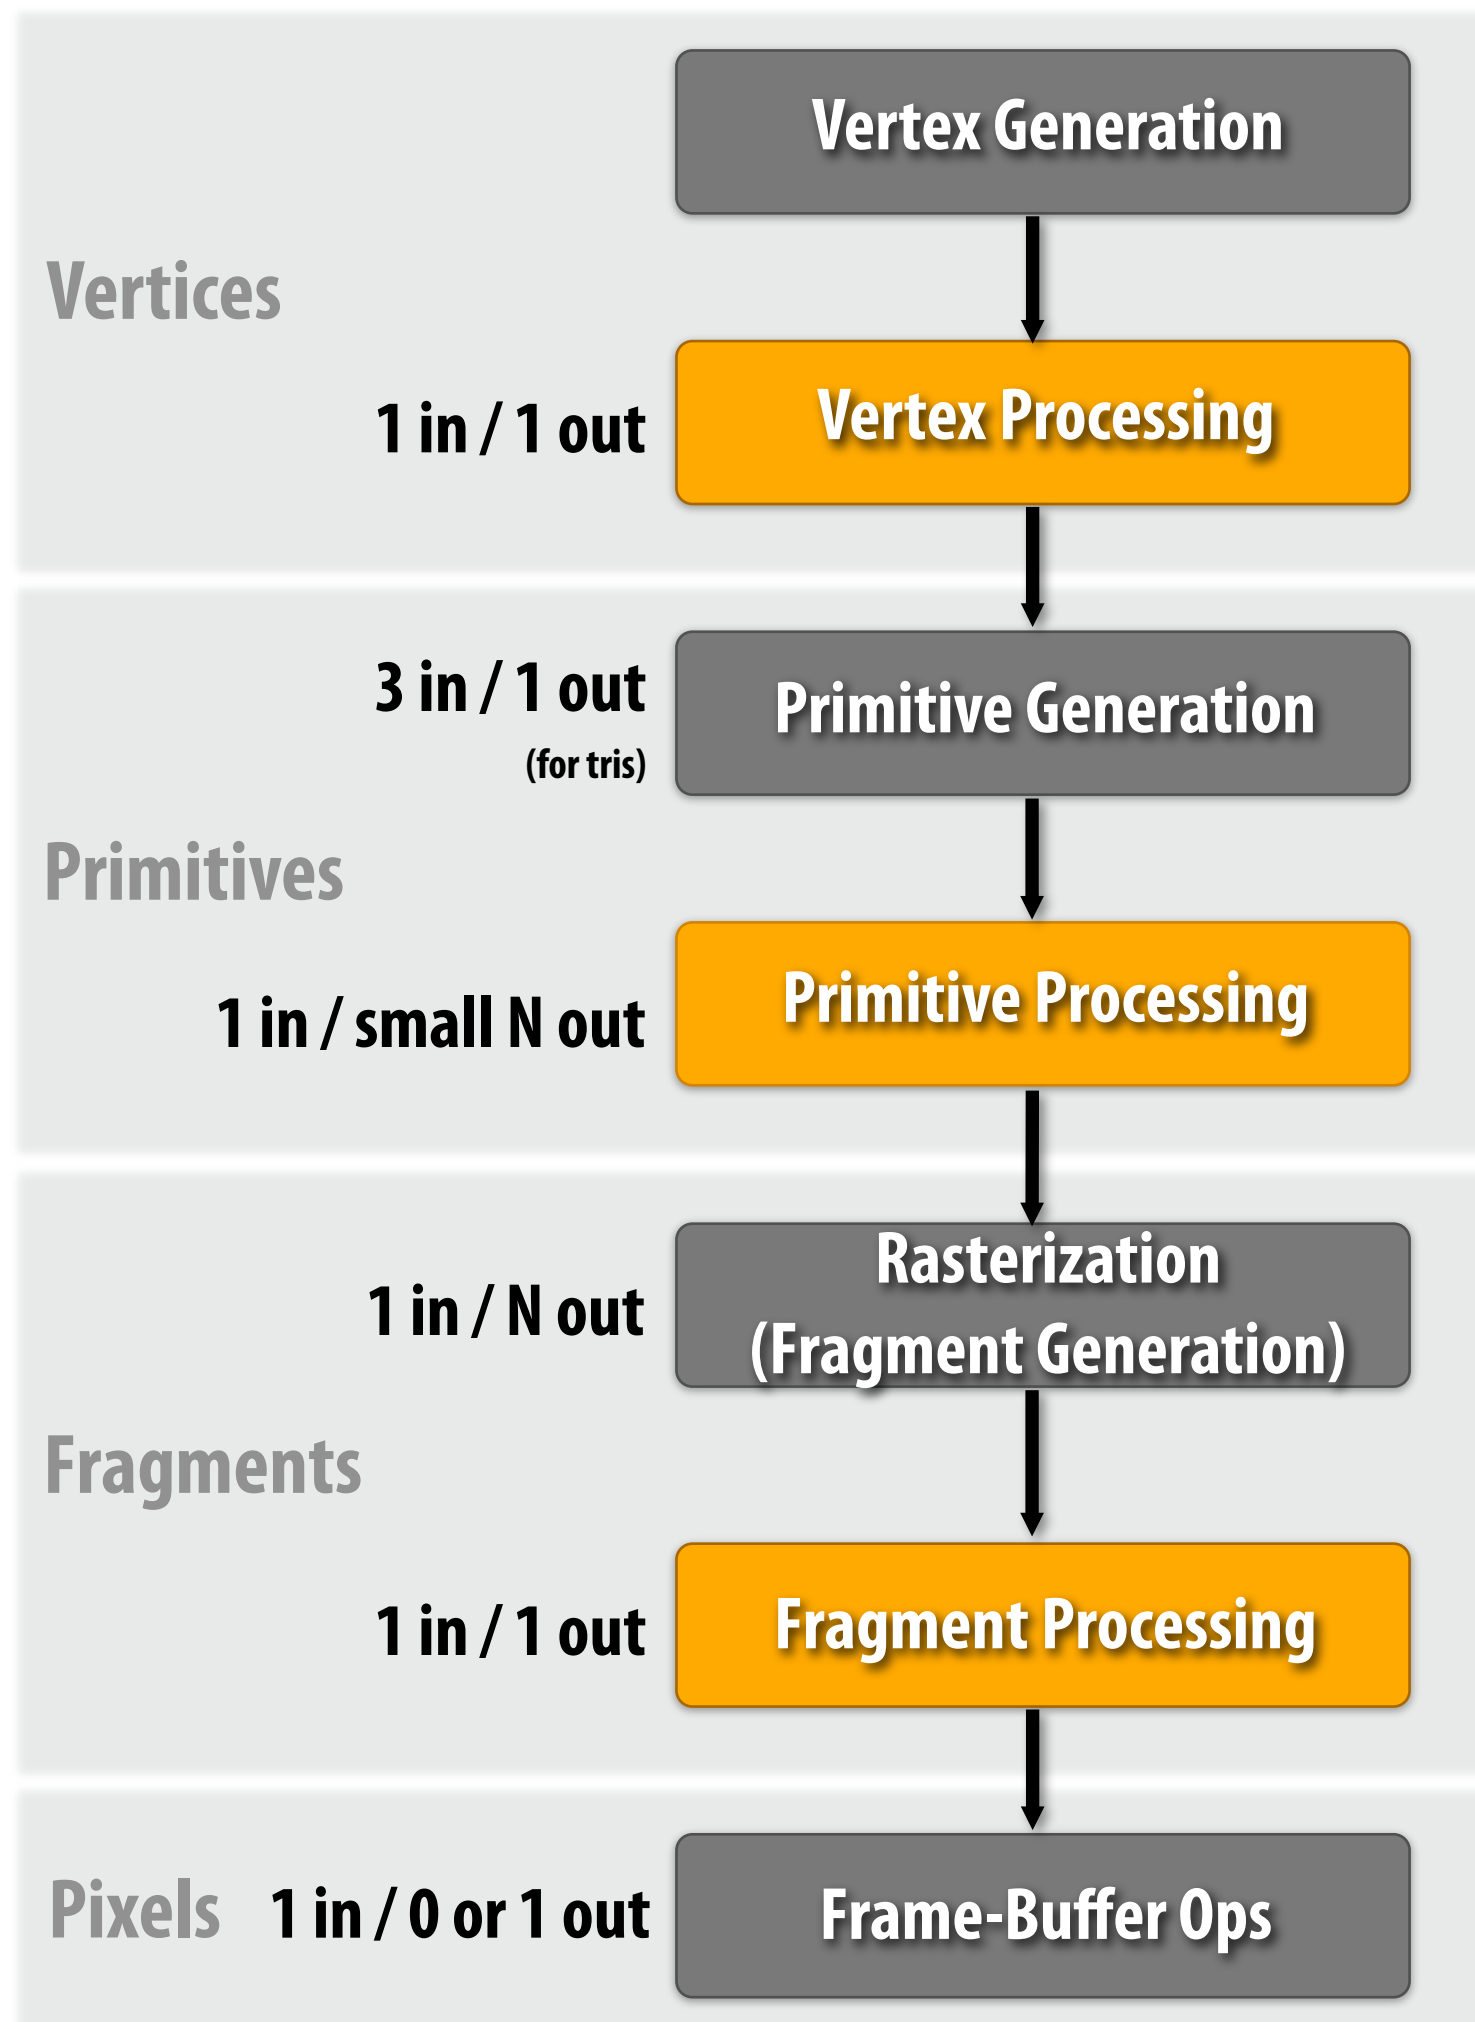 Vertex Generation
Vertices
1 in / 1 out
Vertex Processing
3 in / 1 out
(for tris)
Primitive Generation
Primitives
1 in / small N out
Primitive Processing
1 in / N out
Rasterization
(Fragment Generation)
Fragments
1 in / 1 out
Fragment Processing
Pixels
1 in / 0 or 1 out
Frame-Buffer Ops